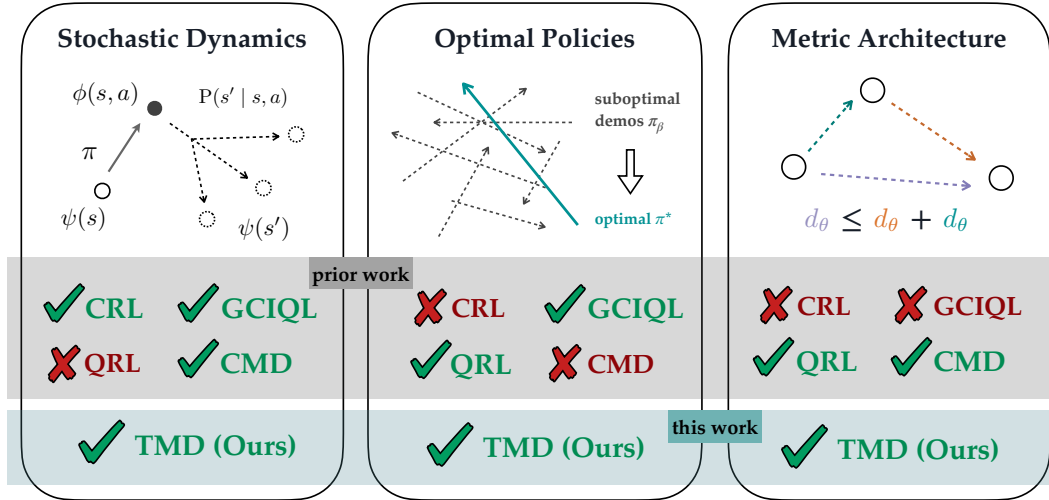 Stochastic Dynamics
ϕ(s, a)
P(s′ | s, a)
π
ψ(s)
ψ(s′)
Optimal Policies
suboptimal
demos π_β
optimal π*
Metric Architecture
d_θ ≤ d_θ + d_θ
prior work
CRL GCIQL
QRL CMD
CRL GCIQL
QRL CMD
CRL GCIQL
QRL CMD
this work
TMD (Ours)
TMD (Ours)
TMD (Ours)